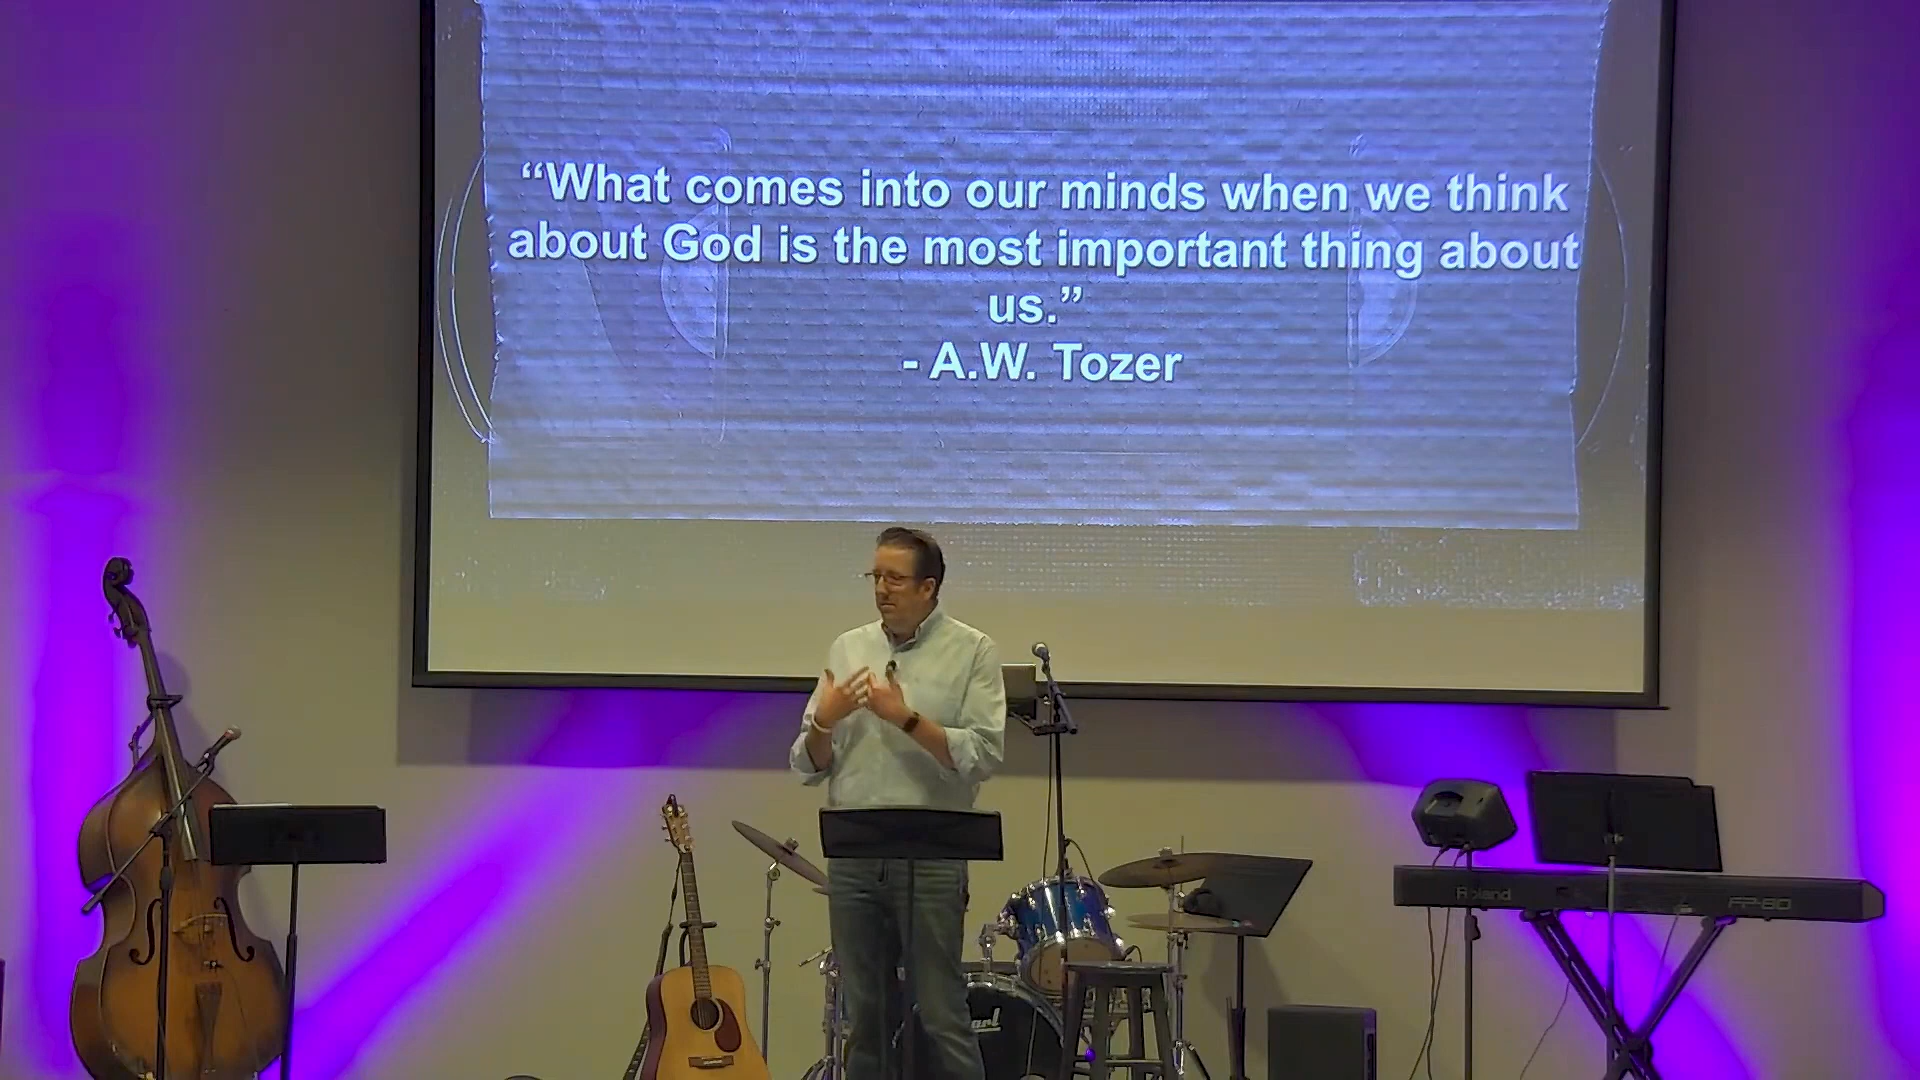 “What comes into our minds when we think
about God is the most important thing about
us.”
- A.W. Tozer
Roland
FP-80